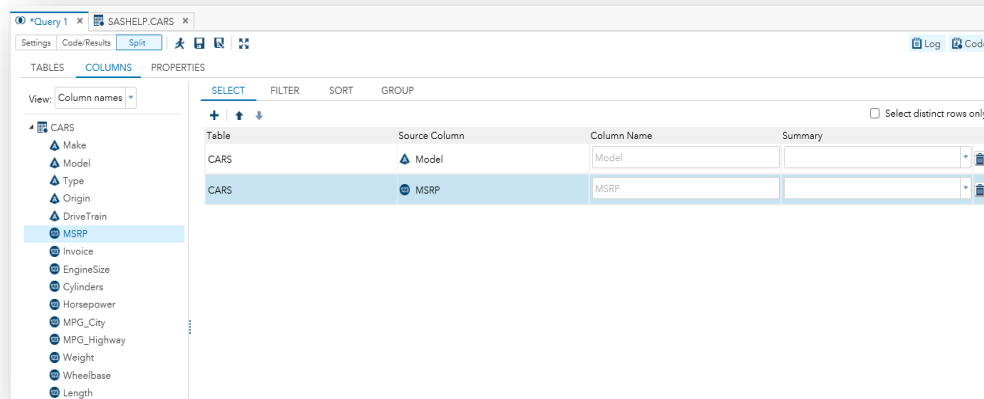 *Query 1 × SASHELP.CARS ×
Settings Code/Results Split Log Code
TABLES COLUMNS PROPERTIES
View: Column names
CARS
Make
Model
Type
Origin
DriveTrain
MSRP
Invoice
EngineSize
Cylinders
Horsepower
MPG_City
MPG_Highway
Weight
Wheelbase
Length
SELECT FILTER SORT GROUP
Select distinct rows only
Table Source Column Column Name Summary
CARS Model Model
CARS MSRP MSRP